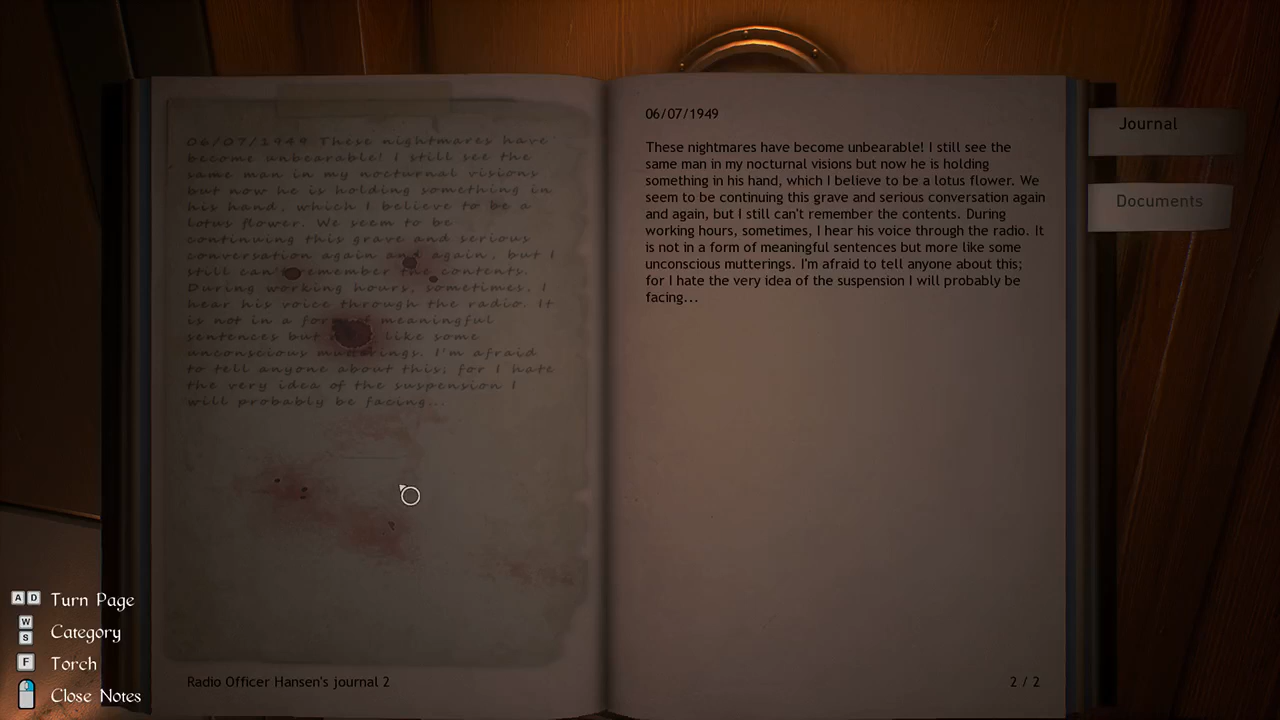 06/07/1949 These nightmares have
become unbearable! I still see the
same man in my nocturnal visions
but now he is holding something in
his hand, which I believe to be a
lotus flower. We seem to be
continuing this grave and serious
conversation again and again, but I
still can't remember the contents.
During working hours, sometimes, I
hear his voice through the radio. It
is not in a form of meaningful
sentences but like some
unconscious mutterings. I'm afraid
to tell anyone about this; for I hate
the very idea of the suspension I
will probably be facing...
Radio Officer Hansen's journal 2
06/07/1949
These nightmares have become unbearable! I still see the
same man in my nocturnal visions but now he is holding
something in his hand, which I believe to be a lotus flower. We
seem to be continuing this grave and serious conversation again
and again, but I still can't remember the contents. During
working hours, sometimes, I hear his voice through the radio. It
is not in a form of meaningful sentences but more like some
unconscious mutterings. I'm afraid to tell anyone about this;
for I hate the very idea of the suspension I will probably be
facing...
2 / 2
Journal
Documents
A D Turn Page
W
S Category
F Torch
Close Notes